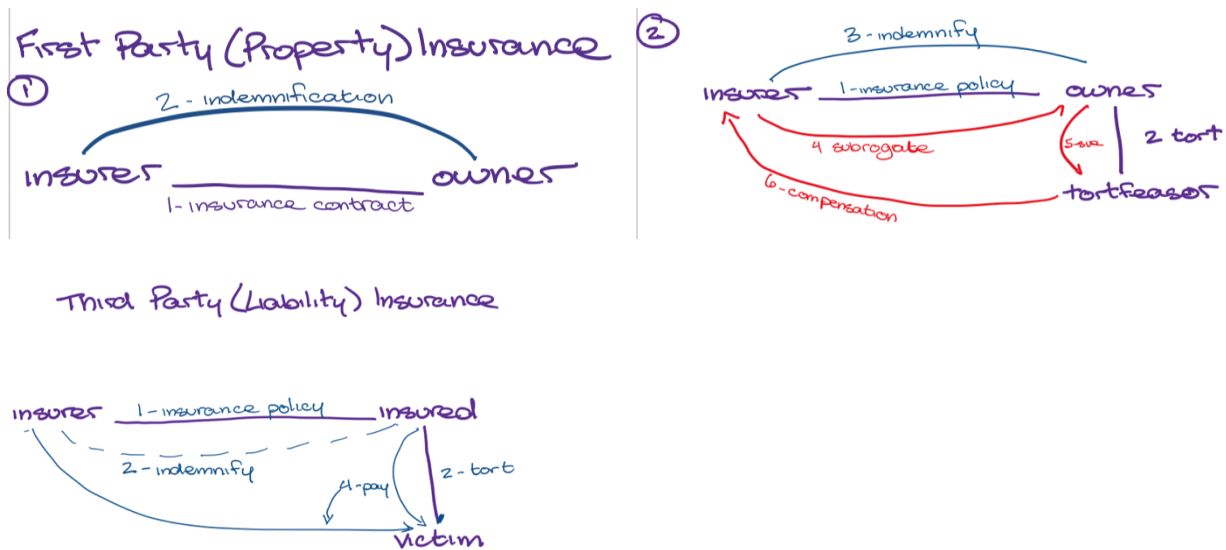 First Party (Property) Insurance
1
2 - indemnification
insurer
owner
1-insurance contract
2
3-indemnify
insurer
1-insurance policy
owner
4 subrogate
5-sue
2 tort
6-compensation
tortfeasor
Third Party (Liability) Insurance
insurer
1-insurance policy
insured
2-indemnify
4-pay
2-tort
victim